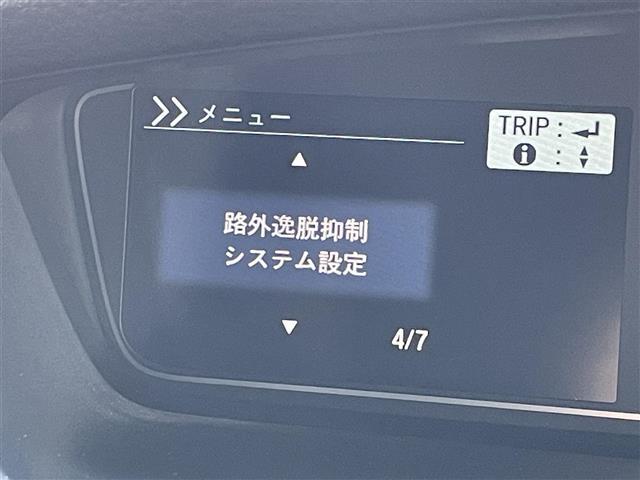 メニュー
TRIP : ↵
i : ▲▼
路外逸脱抑制
システム設定
4/7